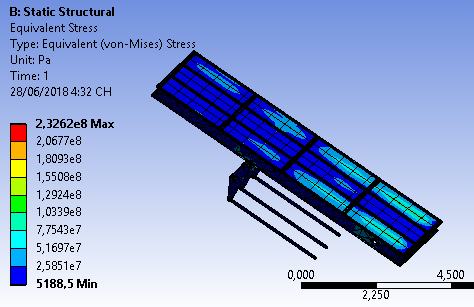 B: Static Structural
Equivalent Stress
Type: Equivalent (von-Mises) Stress
Unit: Pa
Time: 1
28/06/2018 4:32 CH
2,3262e8 Max
2,0677e8
1,8093e8
1,5508e8
1,2924e8
1,0339e8
7,7543e7
5,1697e7
2,5851e7
5188,5 Min
0,000
4,500
2,250